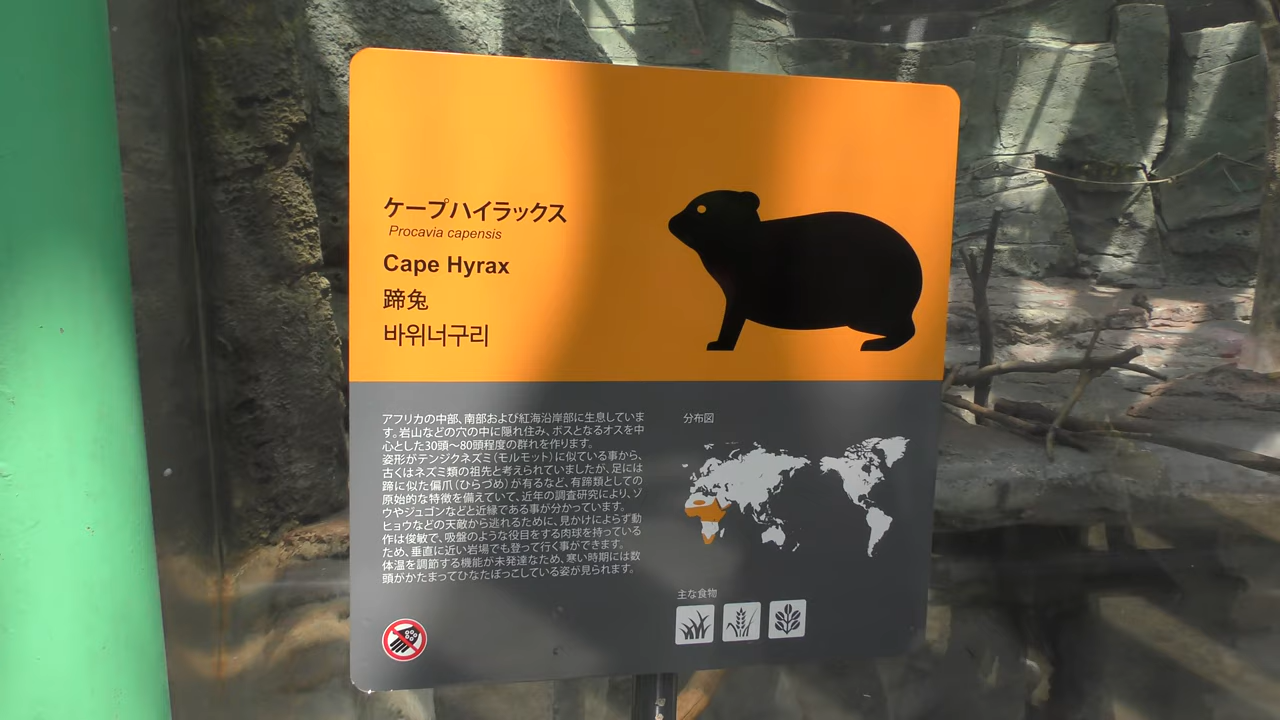 ケープハイラックス
Procavia capensis
Cape Hyrax
蹄兔
바위너구리
アフリカの中部、南部および紅海沿岸部に生息していま
す。岩山などの穴の中に隠れ住み、ボスとなるオスを中
心とした30頭〜80頭程度の群れを作ります。
姿形がテンジクネズミ（モルモット）に似ている事から、
古くはネズミ類の祖先と考えられていましたが、足には
蹄に似た偏爪（ひらづめ）が有るなど、有蹄類としての
原始的な特徴を備えていて、近年の調査研究により、ゾ
ウやジュゴンなどと近縁である事が分かっています。
ヒョウなどの天敵から逃れるために、見かけによらず動
作は俊敏で、吸盤のような役目をする肉球を持っている
ため、垂直に近い岩場でも登って行く事ができます。
体温を調節する機能が未発達なため、寒い時期には数
頭がかたまってひなたぼっこしている姿が見られます。
分布図
主な食物